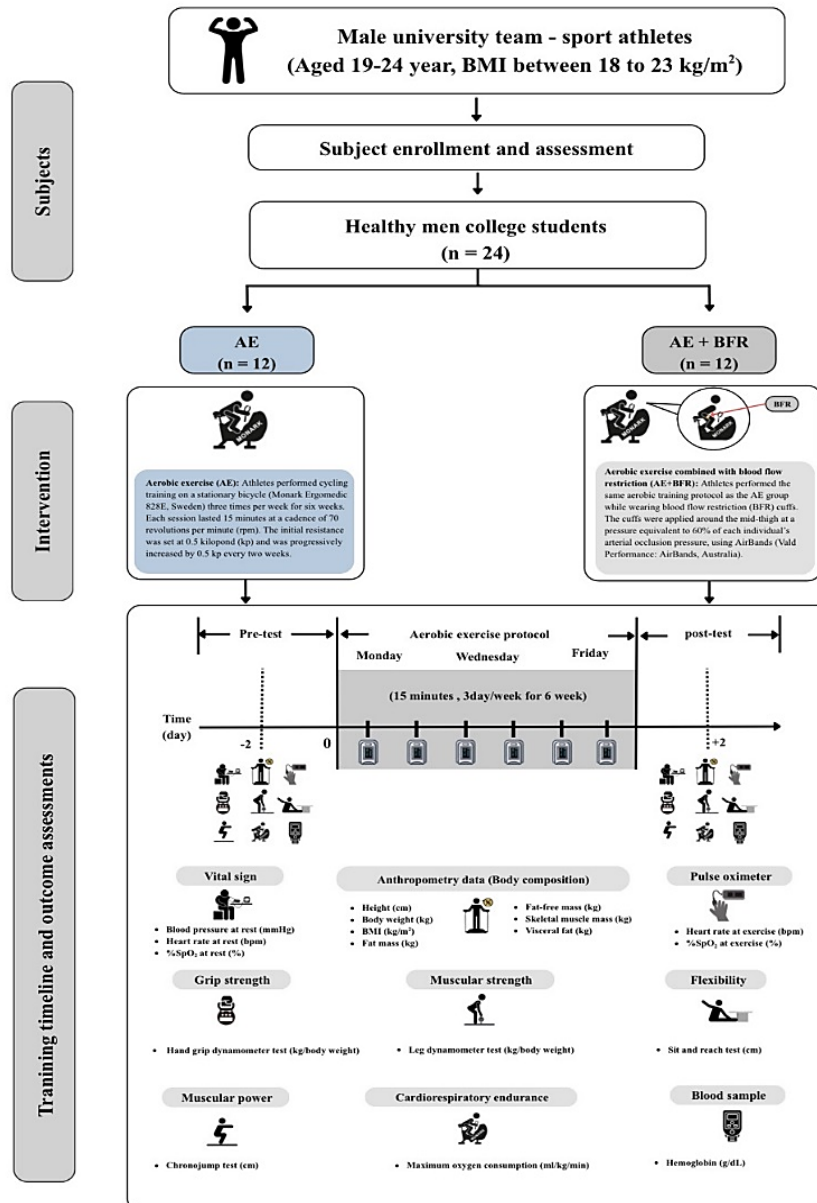 Male university team - sport athletes
(Aged 19-24 year, BMI between 18 to 23 kg/m²)
Subjects
Subject enrollment and assessment
Healthy men college students
(n = 24)
AE
(n = 12)
AE + BFR
(n = 12)
Intervention
MONARK
Aerobic exercise (AE): Athletes performed cycling
training on a stationary bicycle (Monark Ergomedic
828E, Sweden) three times per week for six weeks.
Each session lasted 15 minutes at a cadence of 70
revolutions per minute (rpm). The initial resistance
was set at 0.5 kilopond (kp) and was progressively
increased by 0.5 kp every two weeks.
MONARK
MONARK
BFR
Aerobic exercise combined with blood flow
restriction (AE+BFR): Athletes performed the
same aerobic training protocol as the AE group
while wearing blood flow restriction (BFR) cuffs.
The cuffs were applied around the mid-thigh at a
pressure equivalent to 60% of each individual's
arterial occlusion pressure, using AirBands (Vald
Performance: AirBands, Australia).
Tranining timeline and outcome assessments
Pre-test
Aerobic exercise protocol
post-test
Monday
Wednesday
Friday
(15 minutes , 3day/week for 6 week)
Time
(day)
-2
0
+2
Vital sign
• Blood pressure at rest (mmHg)
• Heart rate at rest (bpm)
• %SpO₂ at rest (%)
Anthropometry data (Body composition)
• Height (cm)
• Body weight (kg)
• BMI (kg/m²)
• Fat mass (kg)
• Fat-free mass (kg)
• Skeletal muscle mass (kg)
• Visceral fat (kg)
Pulse oximeter
• Heart rate at exercise (bpm)
• %SpO₂ at exercise (%)
Grip strength
• Hand grip dynamometer test (kg/body weight)
Muscular strength
• Leg dynamometer test (kg/body weight)
Flexibility
• Sit and reach test (cm)
Muscular power
• Chronojump test (cm)
Cardiorespiratory endurance
• Maximum oxygen consumption (ml/kg/min)
Blood sample
• Hemoglobin (g/dL)